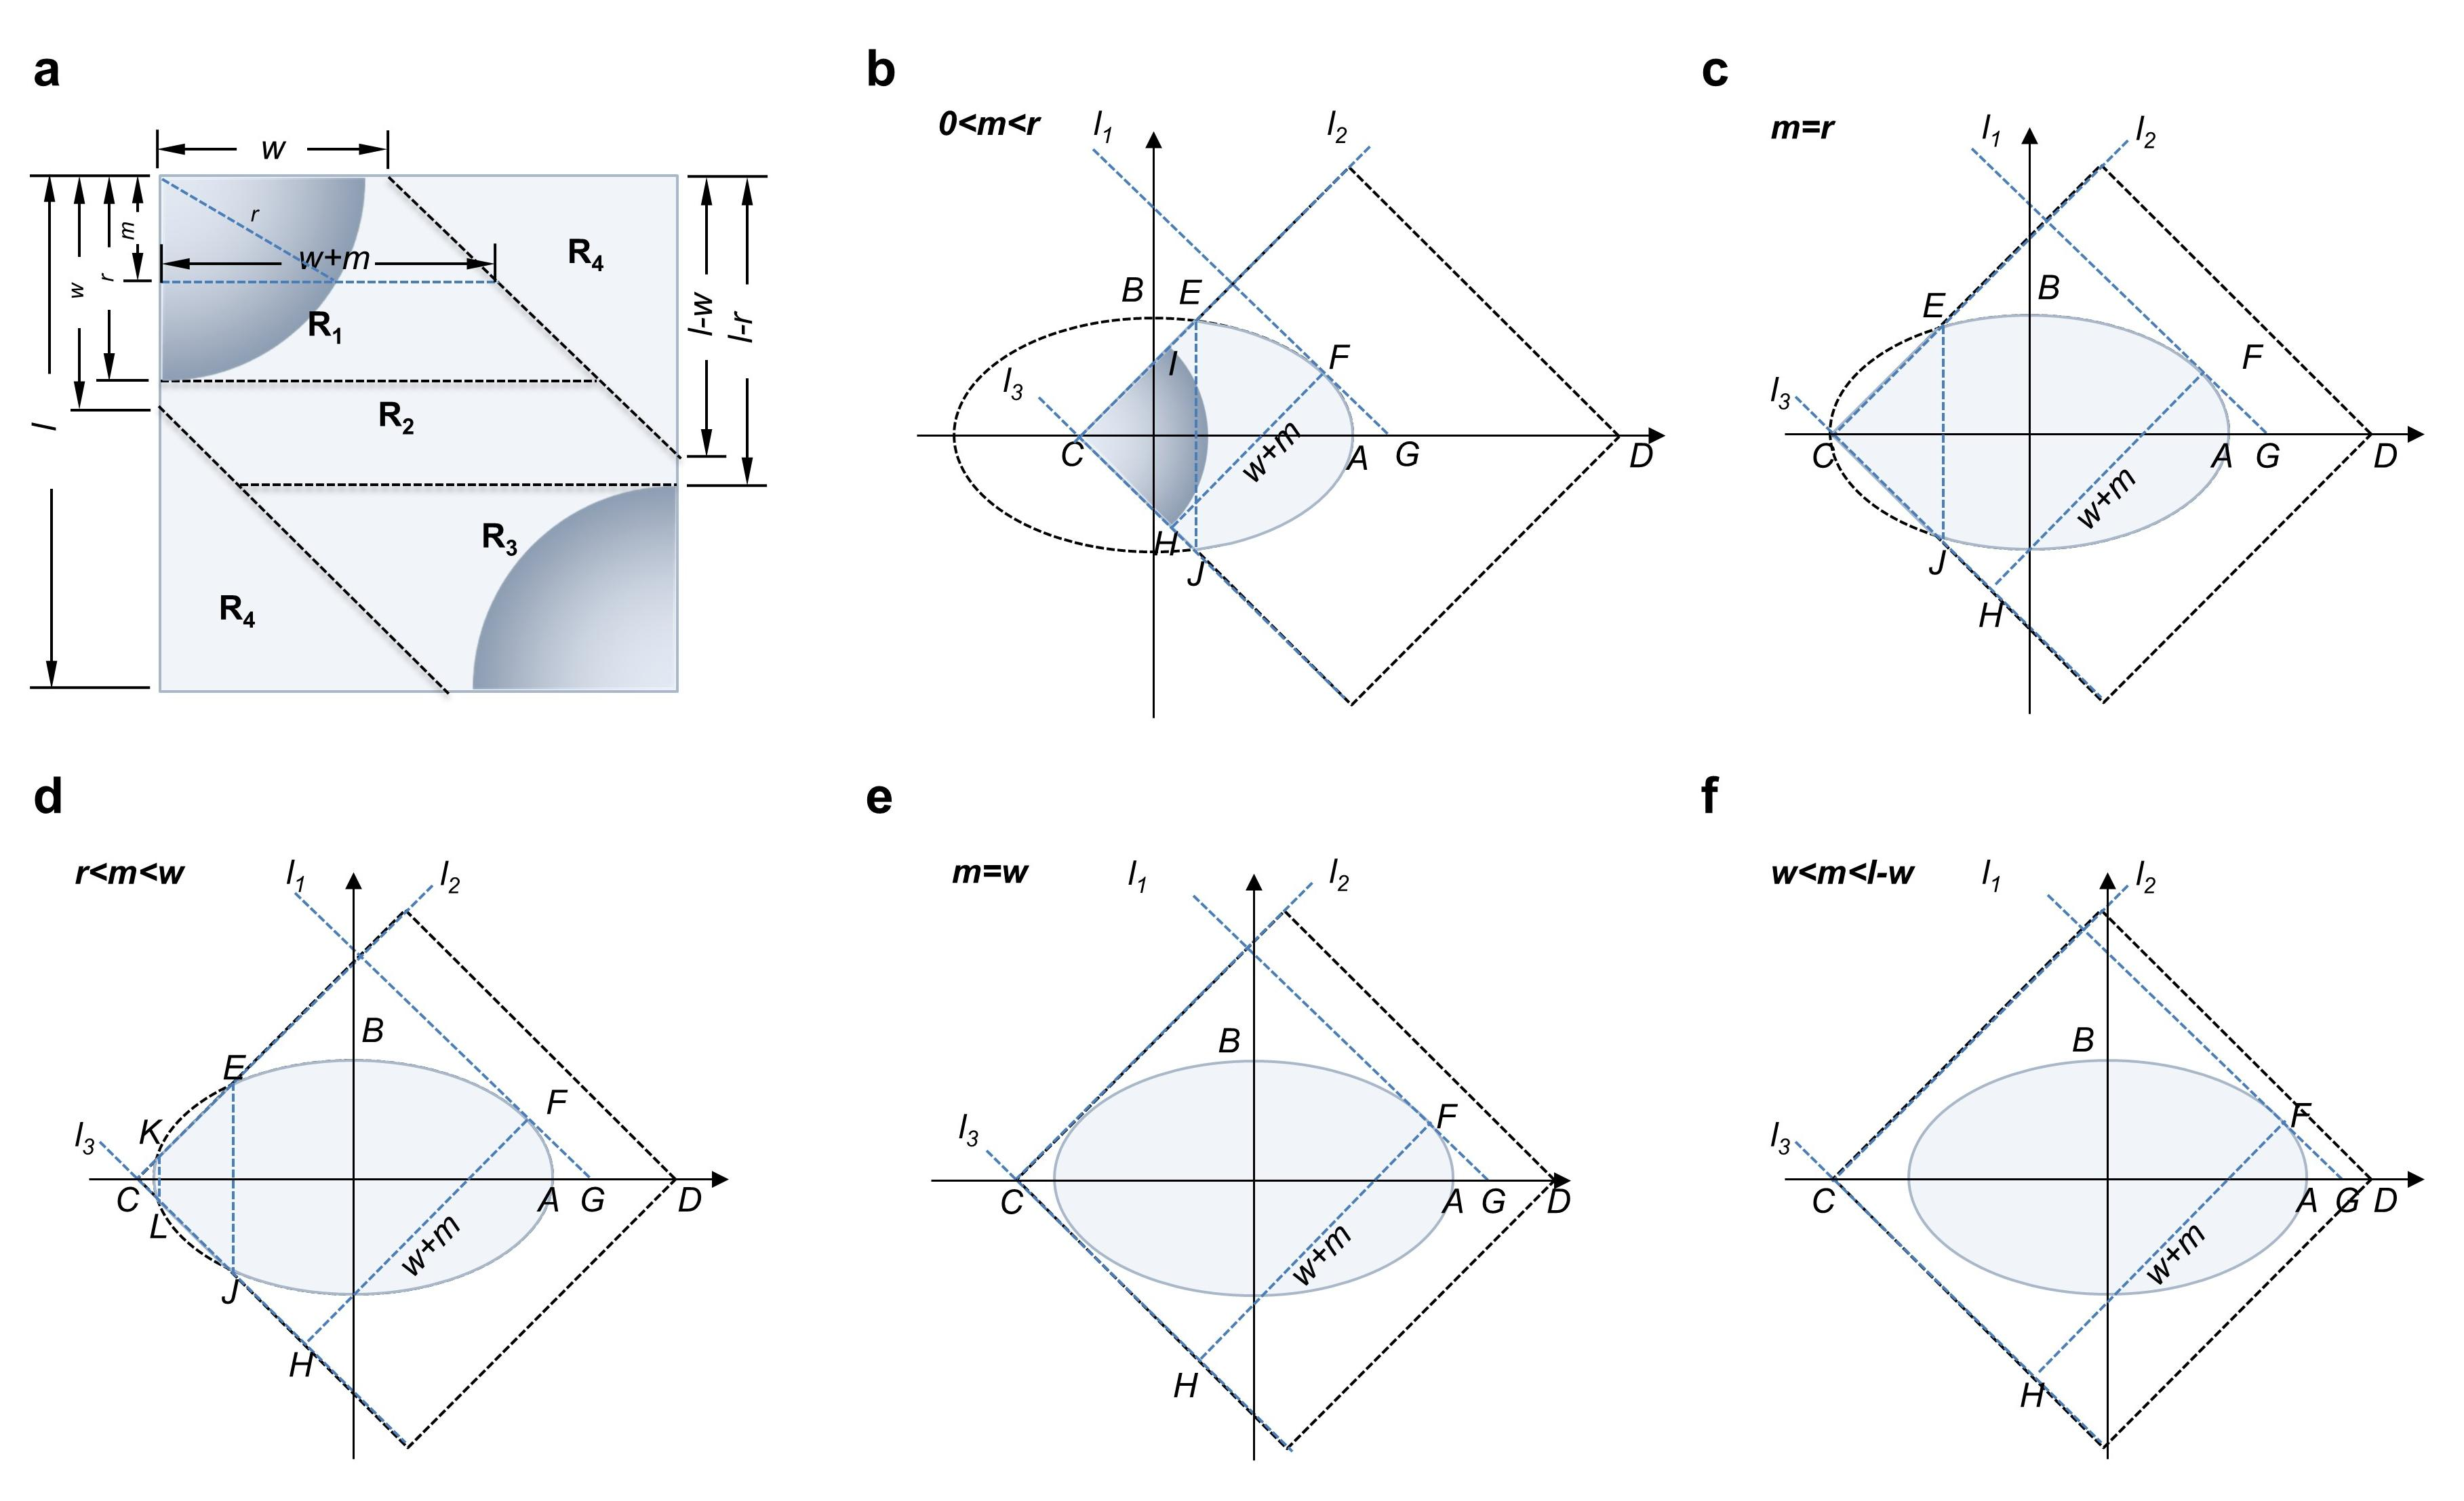 a
w
l
w
r
m
r
w+m
R1
R2
R3
R4
R4
l-w
l-r
b
0<m<r
l1
l2
l3
B
E
I
F
C
H
J
w+m
A
G
D
c
m=r
l1
l2
l3
B
E
F
C
J
H
w+m
A
G
D
d
r<m<w
l1
l2
l3
B
E
K
F
C
L
J
H
w+m
A
G
D
e
m=w
l1
l2
l3
B
F
C
H
w+m
A
G
D
f
w<m<l-w
l1
l2
l3
B
F
C
H
w+m
A
G
D